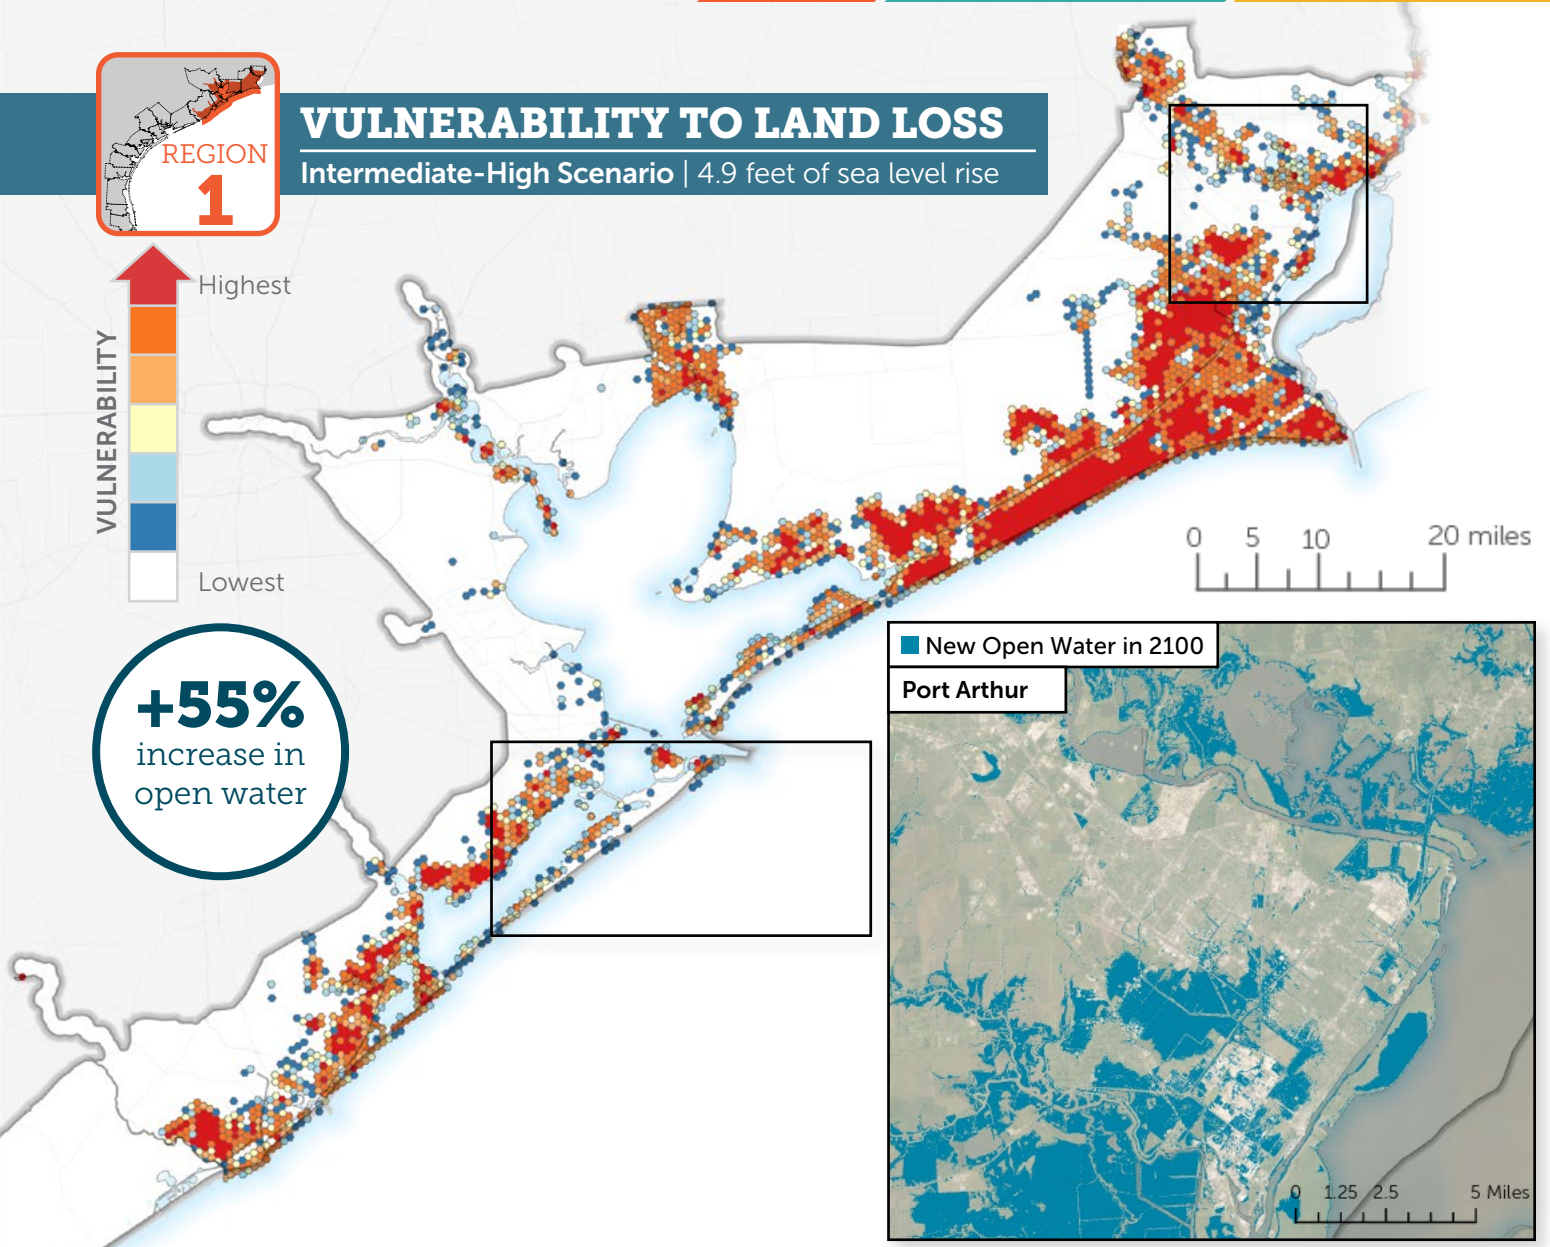 REGION
1
VULNERABILITY TO LAND LOSS
Intermediate-High Scenario | 4.9 feet of sea level rise
Highest
VULNERABILITY
Lowest
+55%
increase in
open water
0 5 10 20 miles
New Open Water in 2100
Port Arthur
0 1.25 2.5 5 Miles